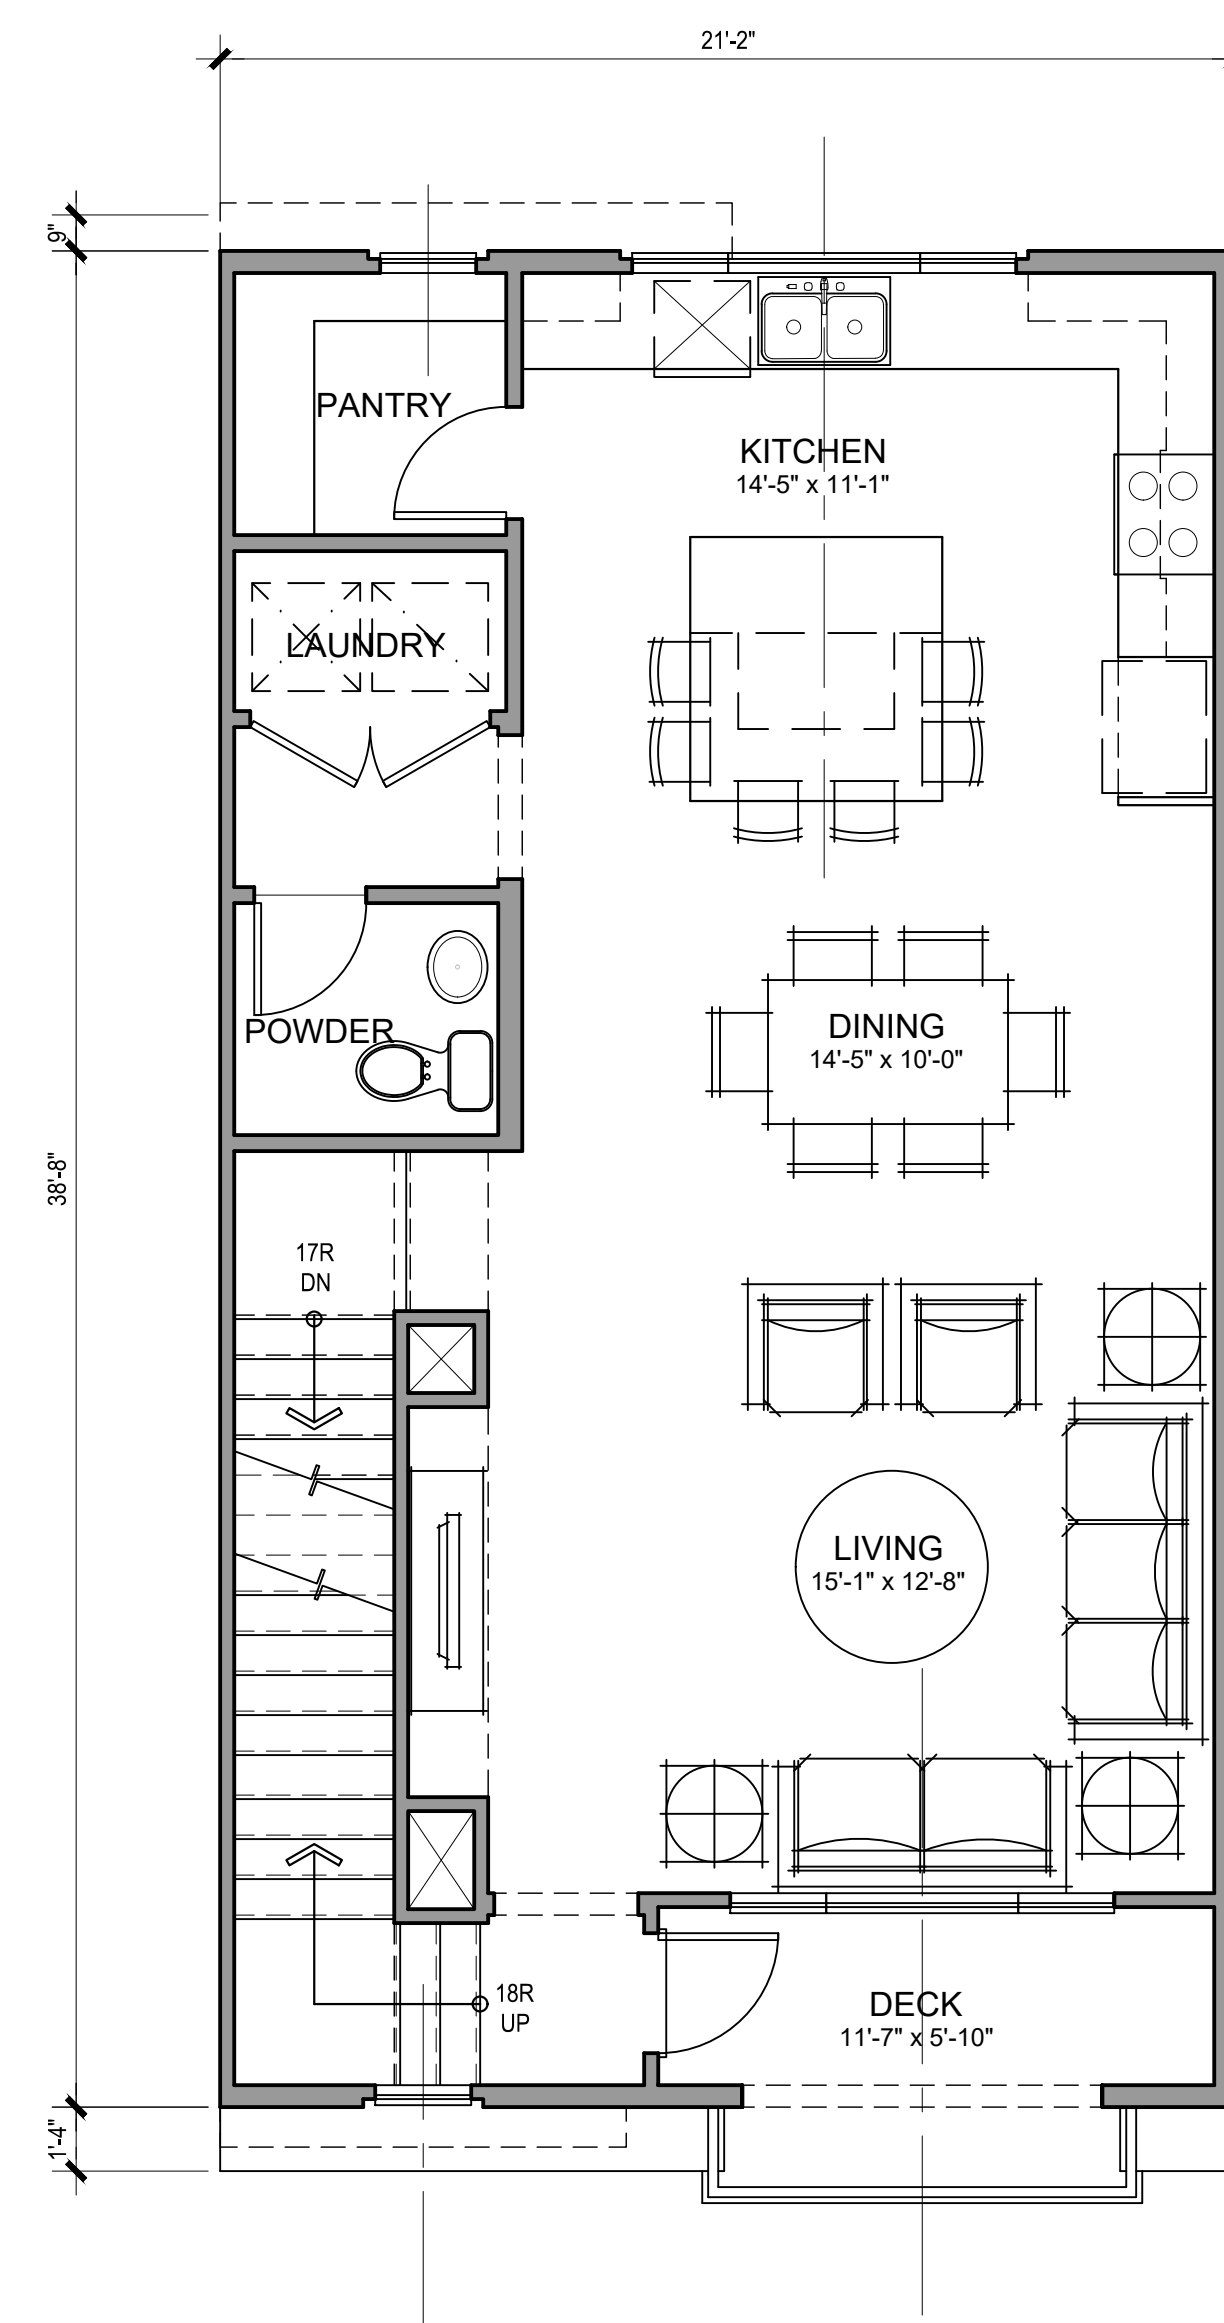 21'-2"
9"
PANTRY
KITCHEN
14'-5" x 11'-1"
LAUNDRY
DINING
14'-5" x 10'-0"
POWDER
38'-8"
17R
DN
LIVING
15'-1" x 12'-8"
18R
UP
DECK
11'-7" x 5'-10"
1'-4"